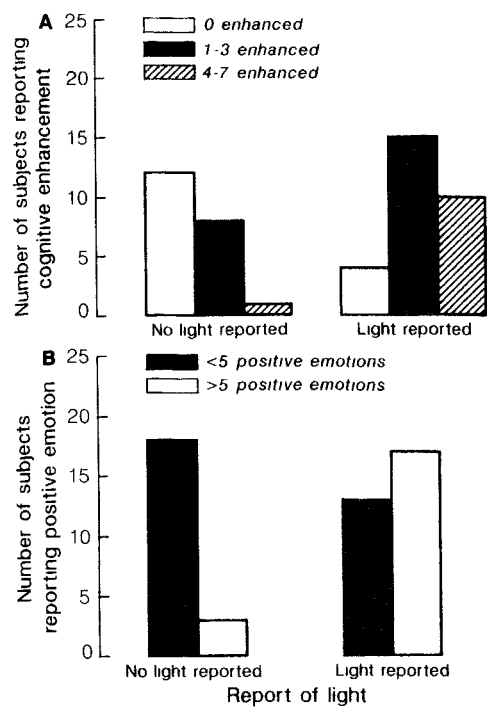 A
0 enhanced
1-3 enhanced
4-7 enhanced
Number of subjects reporting
cognitive enhancement
25
20
15
10
5
0
No light reported
Light reported
B
<5 positive emotions
>5 positive emotions
Number of subjects
reporting positive emotion
25
20
15
10
5
0
No light reported
Light reported
Report of light